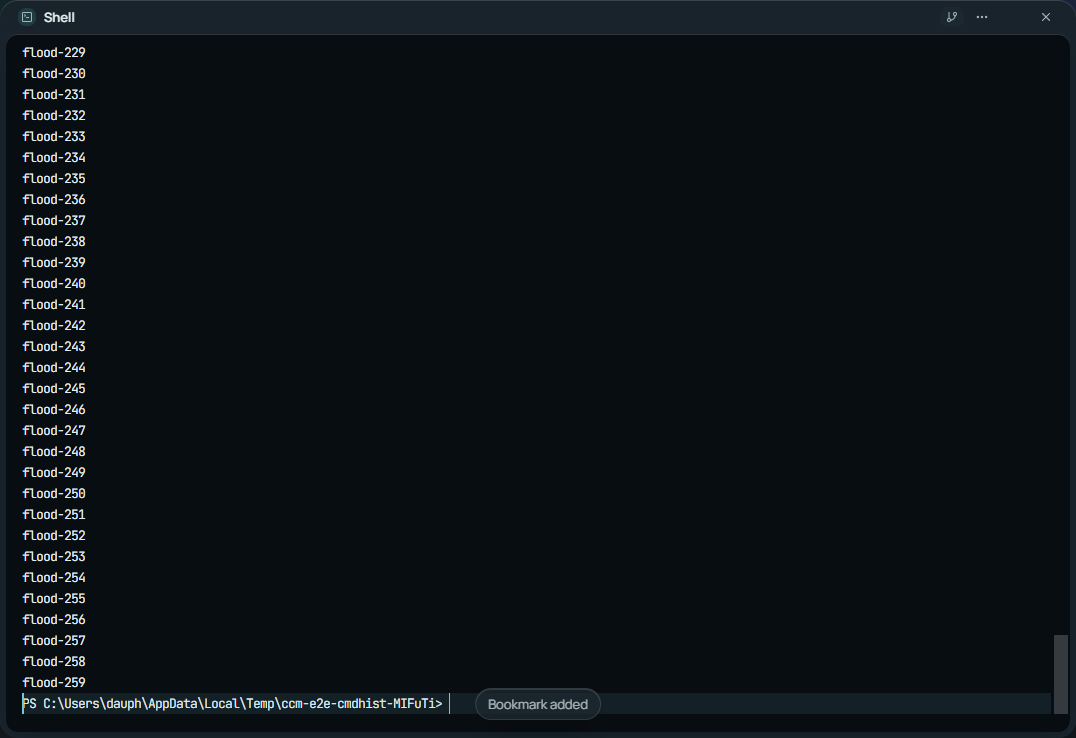 Shell
flood-229
flood-230
flood-231
flood-232
flood-233
flood-234
flood-235
flood-236
flood-237
flood-238
flood-239
flood-240
flood-241
flood-242
flood-243
flood-244
flood-245
flood-246
flood-247
flood-248
flood-249
flood-250
flood-251
flood-252
flood-253
flood-254
flood-255
flood-256
flood-257
flood-258
flood-259
PS C:\Users\dauph\AppData\Local\Temp\ccm-e2e-cmdhist-MIFuTi>
Bookmark added